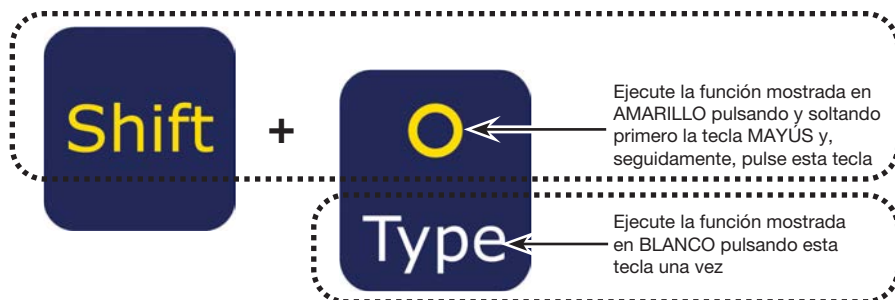 Shift
+
O
Ejecute la función mostrada en
AMARILLO pulsando y soltando
primero la tecla MAYÚS y,
seguidamente, pulse esta tecla
Type
Ejecute la función mostrada
en BLANCO pulsando esta
tecla una vez